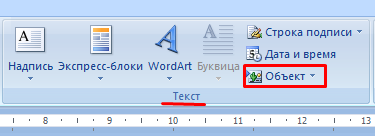 Надпись Экспресс-блоки WordArt Буквица
Строка подписи
Дата и время
Объект
Текст
8 9 10 11 12 13